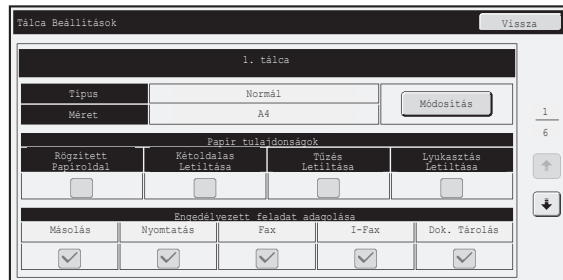 Tálca Beállítások
Vissza
1. tálca
Típus Normál
Módosítás
Méret A4
1
6
Papír tulajdonságok
Rögzített Papíroldal
Kétoldalas Letiltása
Tűzés Letiltása
Lyukasztás Letiltása
Engedélyezett feladat adagolása
Másolás Nyomtatás Fax I-Fax Dok. Tárolás